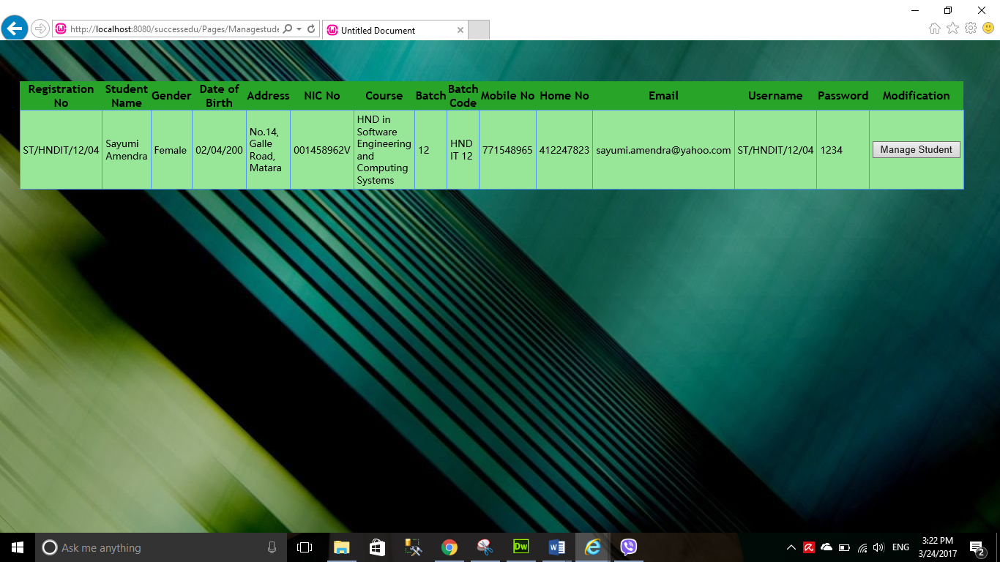 http://localhost:8080/successedu/Pages/Managestude
Untitled Document
Registration No
Student Name
Gender
Date of Birth
Address
NIC No
Course
Batch
Batch Code
Mobile No
Home No
Email
Username
Password
Modification
ST/HNDIT/12/04
Sayumi
Amendra
Female
02/04/200
No.14,
Galle
Road,
Matara
001458962V
HND in
Software
Engineering
and
Computing
Systems
12
HND
IT 12
771548965
412247823
sayumi.amendra@yahoo.com
ST/HNDIT/12/04
1234
Manage Student
Ask me anything
Dw
ENG
3:22 PM
3/24/2017
2